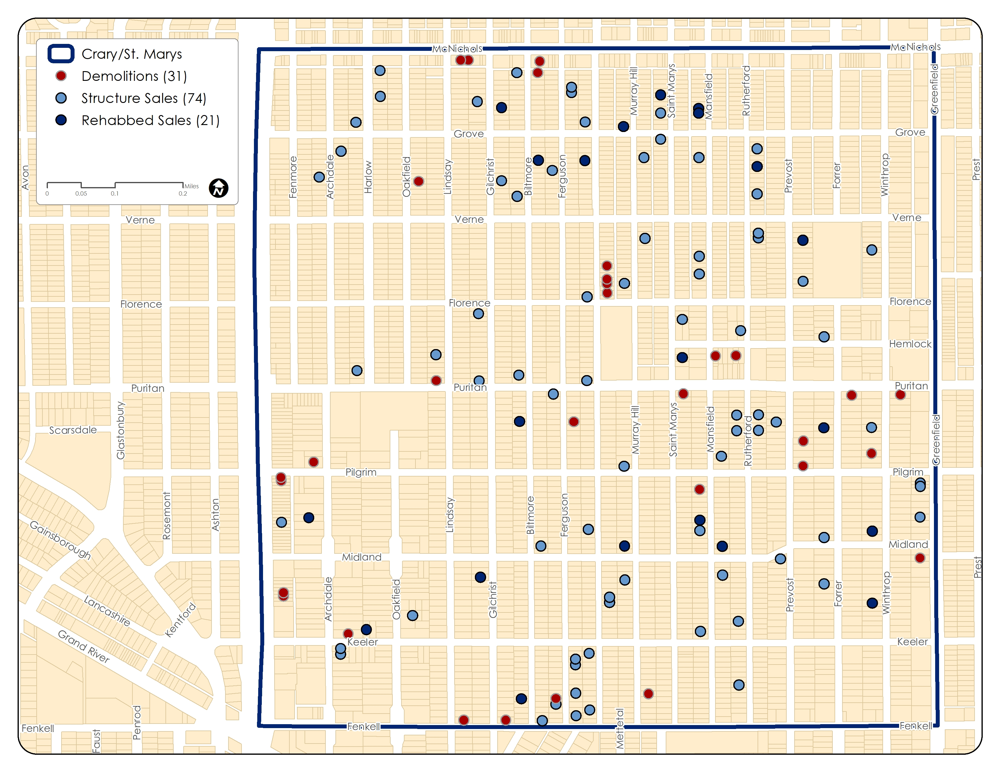 McNichols
McNichols
Crary/St. Marys
Demolitions (31)
Structure Sales (74)
Rehabbed Sales (21)
Miles
0
0.05
0.1
0.2
N
Murray Hill
Saint Marys
Mansfield
Rutherford
Greenfield
Grove
Grove
Avon
Fenmore
Archdale
Harlow
Oakfield
Lindsay
Gilchrist
Biltmore
Ferguson
Prevost
Forrer
Winthrop
Prest
Verne
Verne
Verne
Florence
Florence
Florence
Hemlock
Puritan
Puritan
Puritan
Glastonbury
Scarsdale
Murray Hill
Saint Marys
Mansfield
Rutherford
Greenfield
Pilgrim
Pilgrim
Rosemont
Ashton
Lindsay
Biltmore
Ferguson
Gainsborough
Midland
Midland
Prest
Lancashire
Kentford
Archdale
Oakfield
Gilchrist
Prevost
Forrer
Winthrop
Grand River
Keeler
Keeler
Fenkell
Faust
Penrod
Fenkell
Mettetal
Fenkell